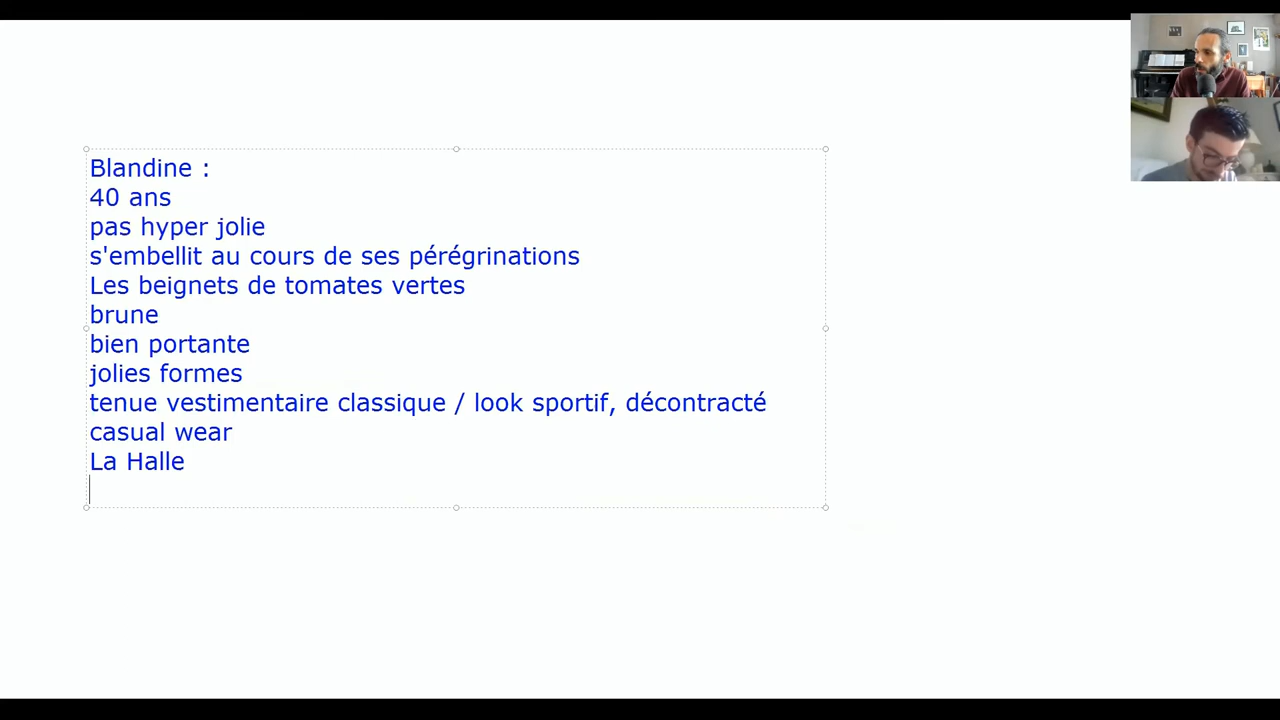 Blandine :
40 ans
pas hyper jolie
s'embellit au cours de ses pérégrinations
Les beignets de tomates vertes
brune
bien portante
jolies formes
tenue vestimentaire classique / look sportif, décontracté
casual wear
La Halle